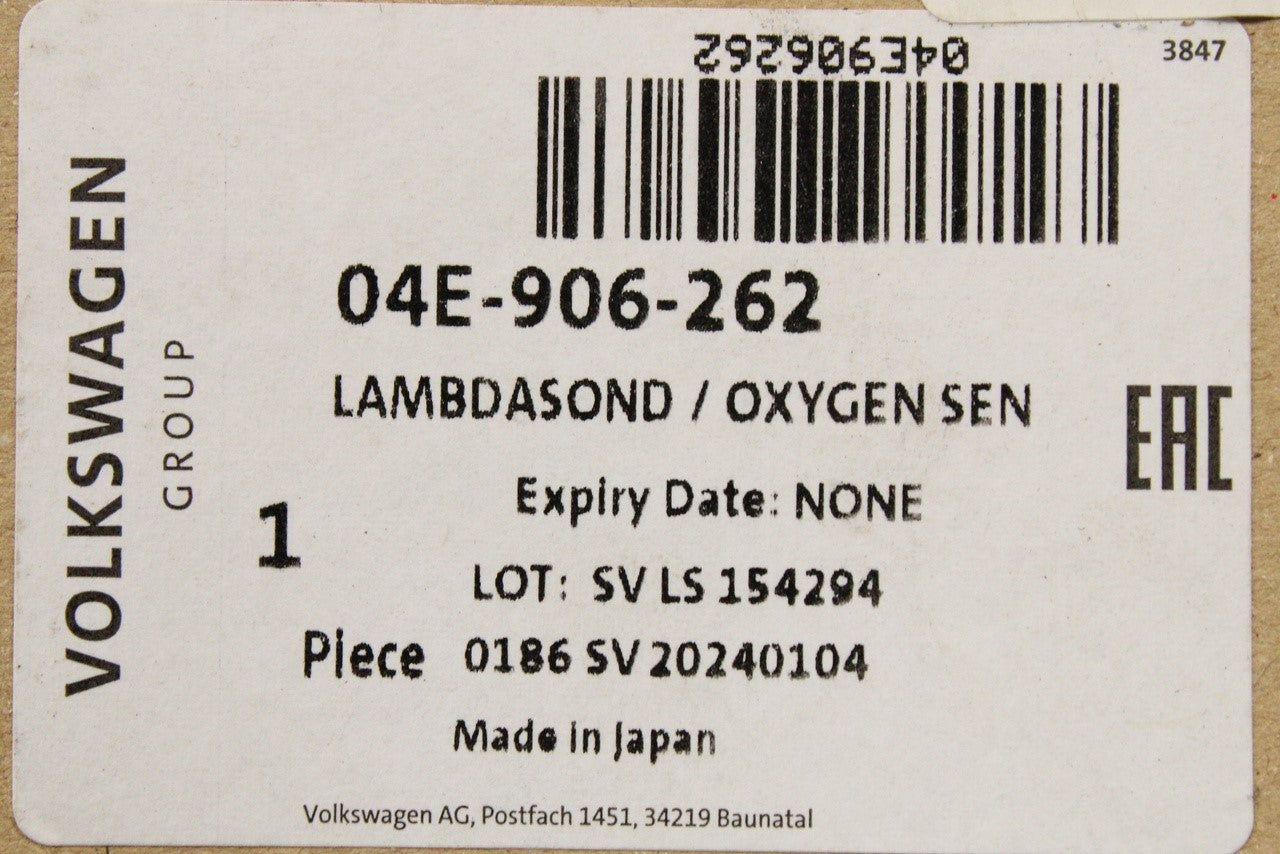 04E906262
3847
VOLKSWAGEN
GROUP
04E-906-262
LAMBDASOND / OXYGEN SEN
EAC
Expiry Date: NONE
1
LOT: SV LS 154294
Piece 0186 SV 20240104
Made in Japan
Volkswagen AG, Postfach 1451, 34219 Baunatal